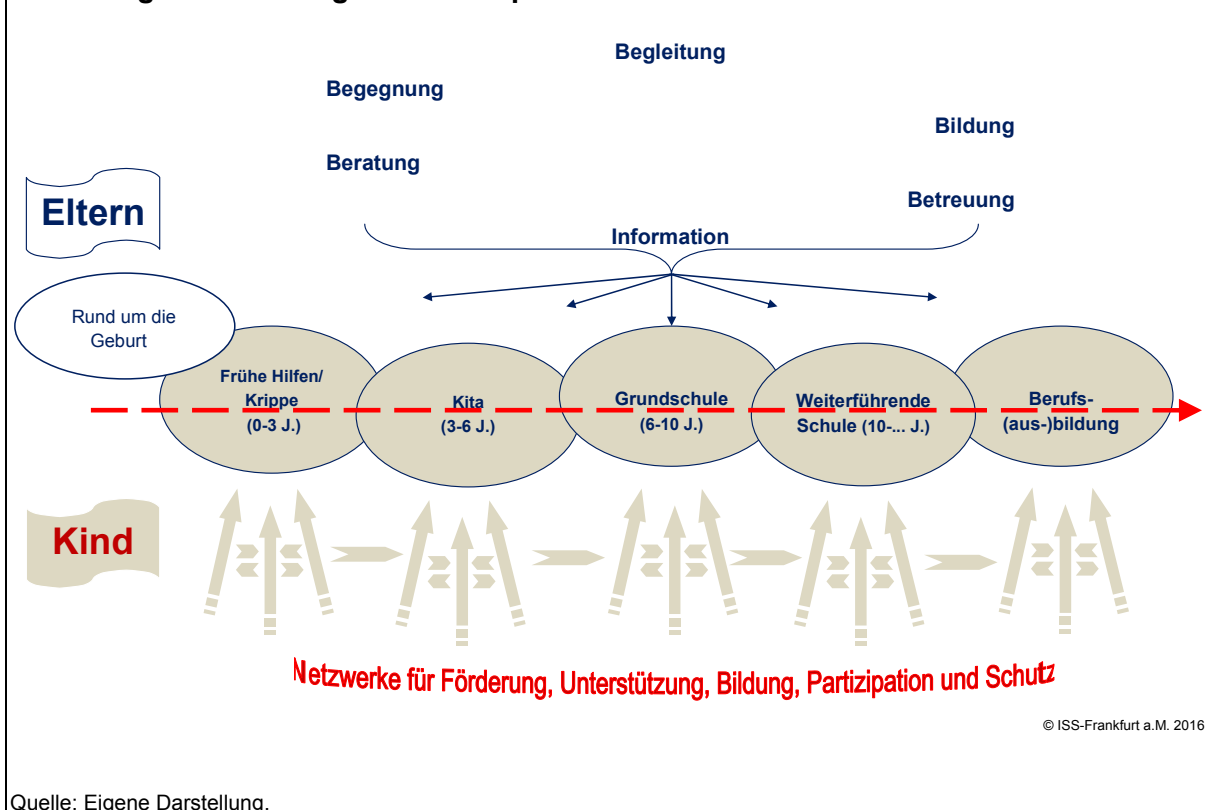 Begleitung
Begegnung
Bildung
Beratung
Eltern
Betreuung
Information
Rund um die
Geburt
Frühe Hilfen/
Krippe
(0-3 J.)
Kita
(3-6 J.)
Grundschule
(6-10 J.)
Weiterführende
Schule (10-... J.)
Berufs-
(aus-)bildung
Kind
Netzwerke für Förderung, Unterstützung, Bildung, Partizipation und Schutz
© ISS-Frankfurt a.M. 2016
Quelle: Eigene Darstellung.